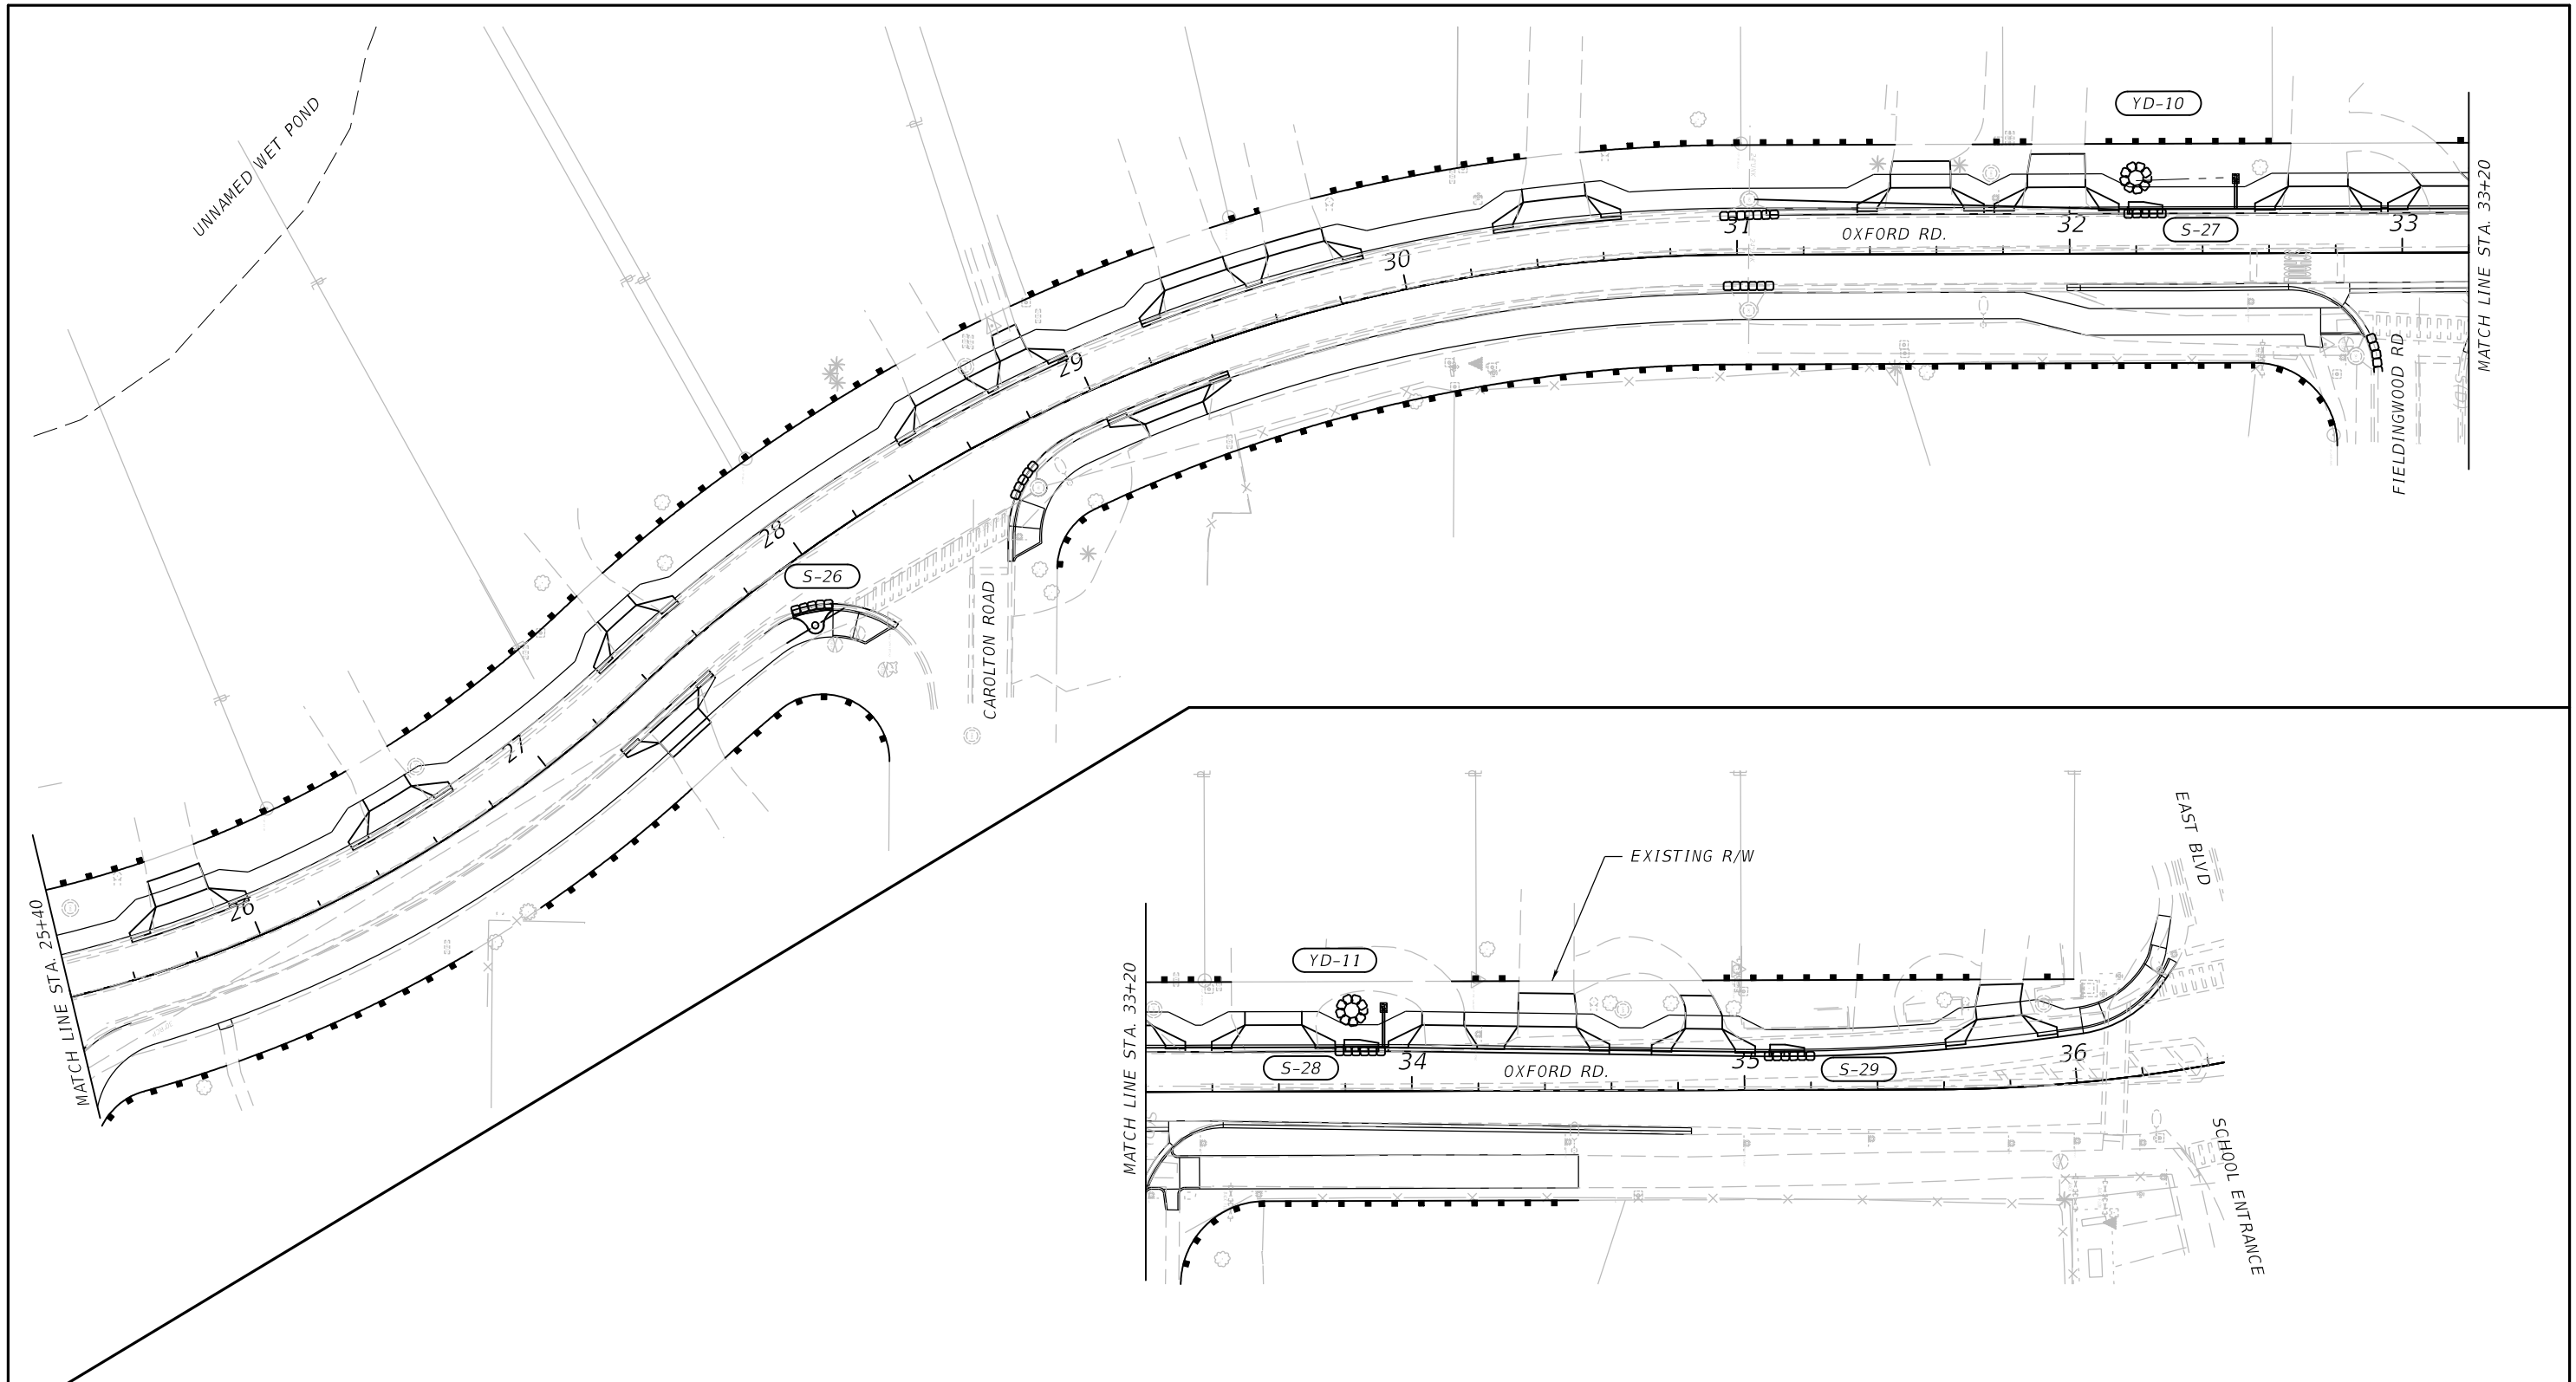 UNNAMED WET POND
YD-10
31
OXFORD RD.
32
S-27
33
MATCH LINE STA. 33+20
30
29
28
S-26
CAROLTON ROAD
FIELDINGWOOD RD
27
26
MATCH LINE STA. 25+40
EXISTING R/W
EAST BLVD
YD-11
MATCH LINE STA. 33+20
S-28
34
OXFORD RD.
35
S-29
36
SCHOOL ENTRANCE